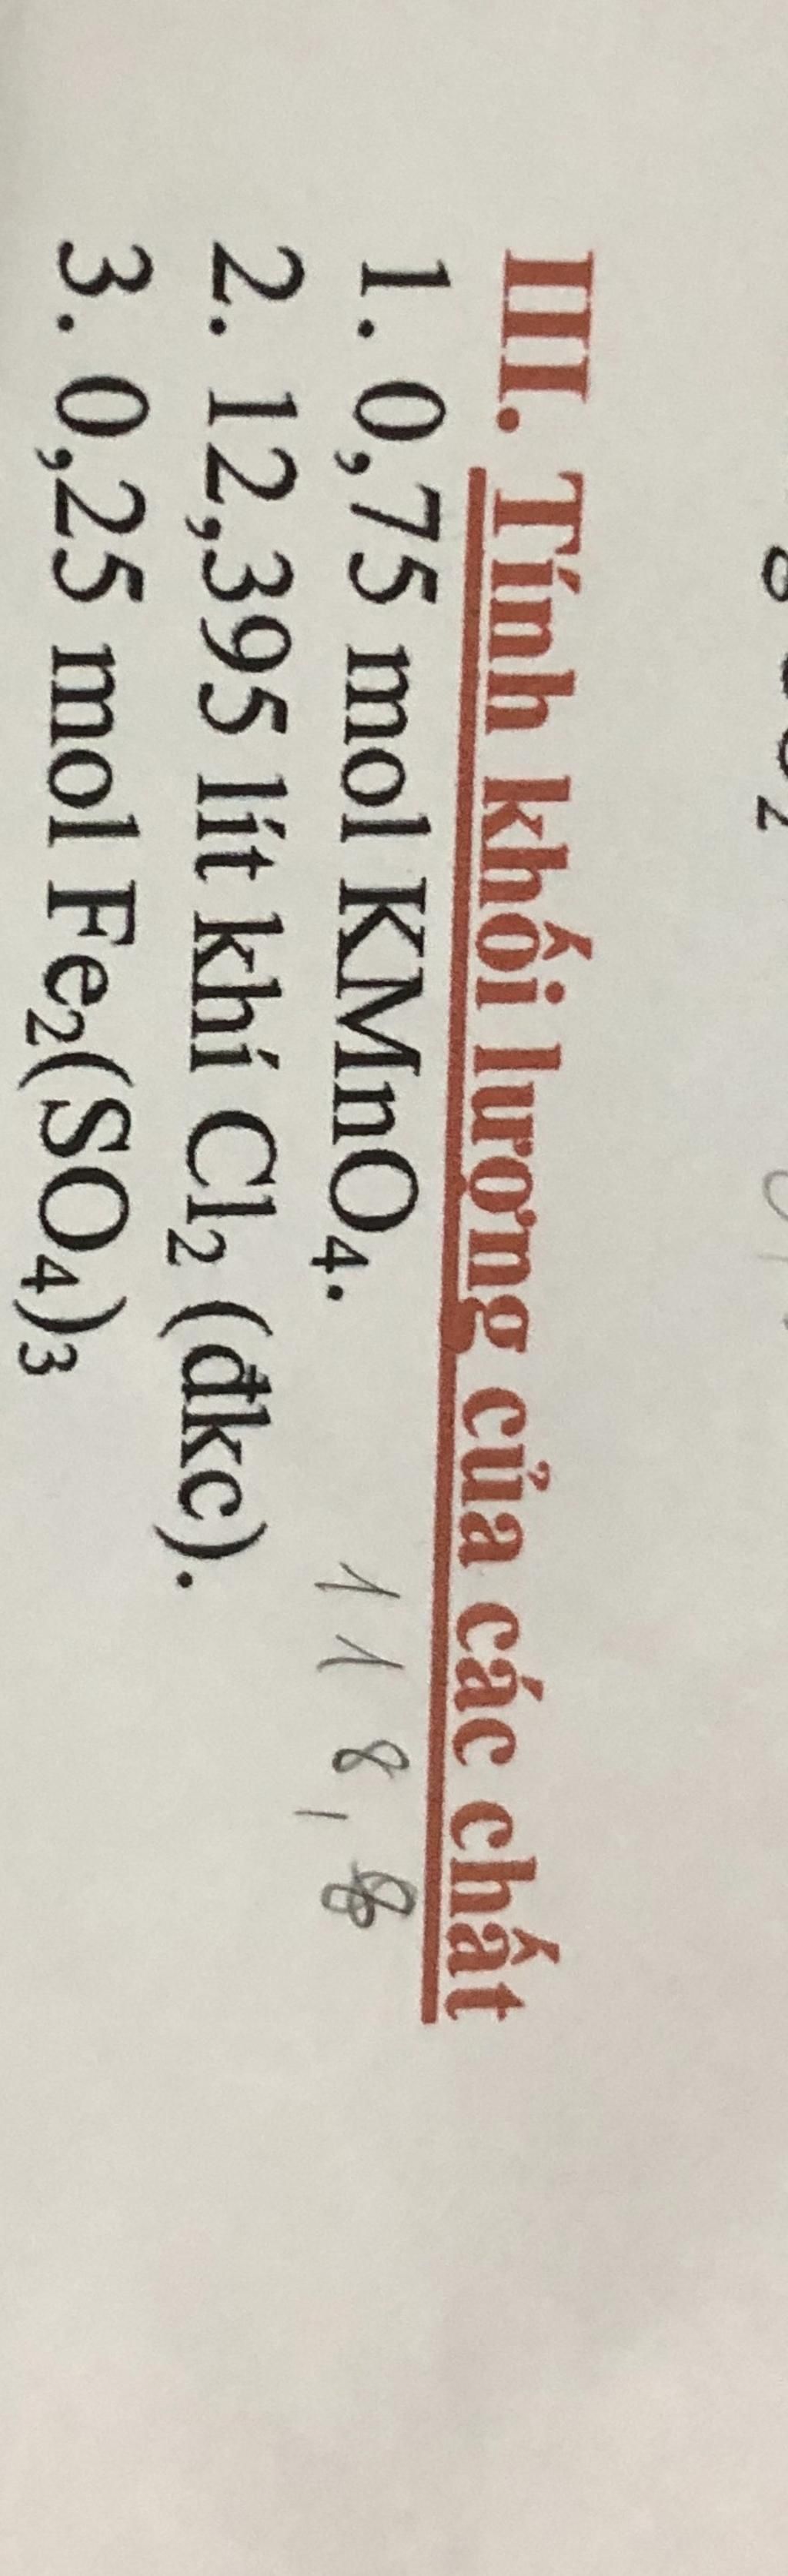 III. Tính khối lượng của các chất
1. 0,75 mol KMnO₄.
118,8
2. 12,395 lít khí Cl₂ (đkc).
3. 0,25 mol Fe₂(SO₄)₃